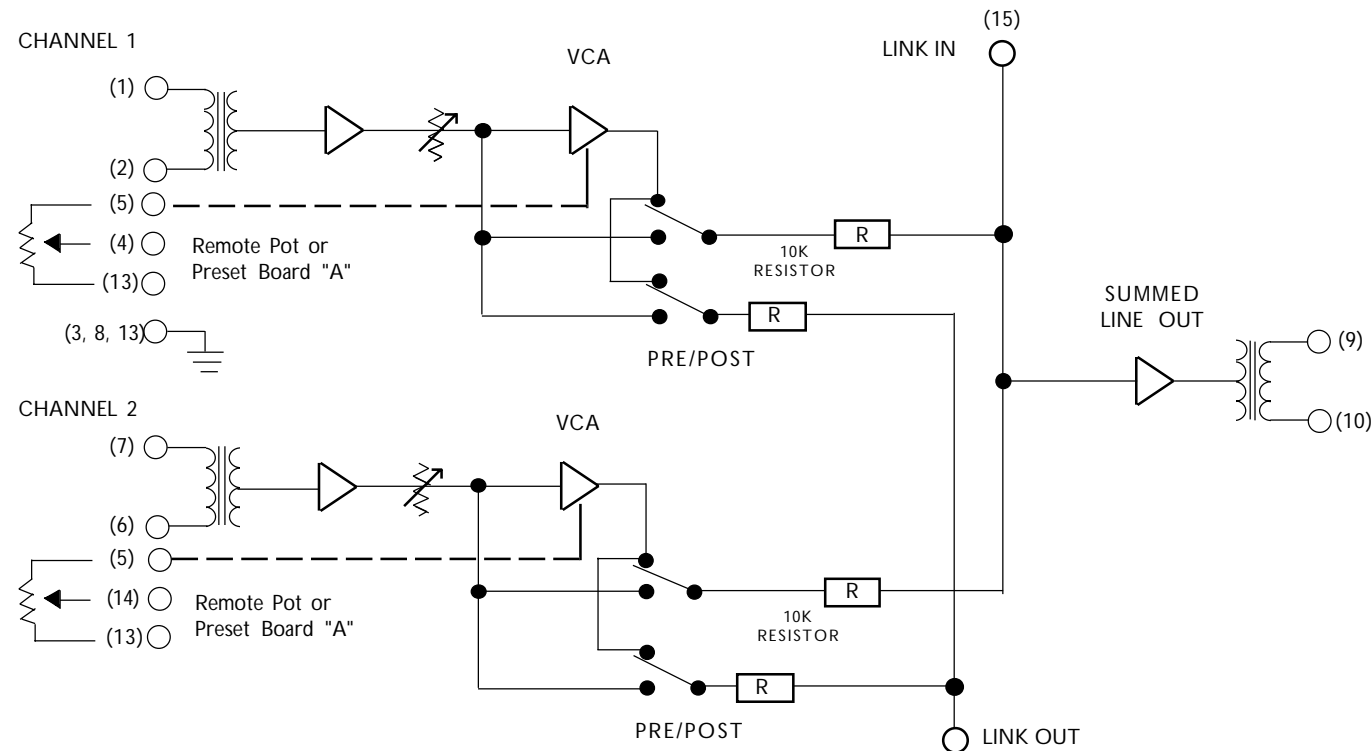 (15)
CHANNEL 1
LINK IN
VCA
(1)
(2)
(5)
(4)
Remote Pot or
Preset Board "A"
(13)
R
10K
RESISTOR
(3, 8, 13)
R
PRE/POST
SUMMED
LINE OUT
(9)
(10)
CHANNEL 2
VCA
(7)
(6)
(5)
(14)
Remote Pot or
Preset Board "A"
(13)
R
10K
RESISTOR
R
PRE/POST
LINK OUT